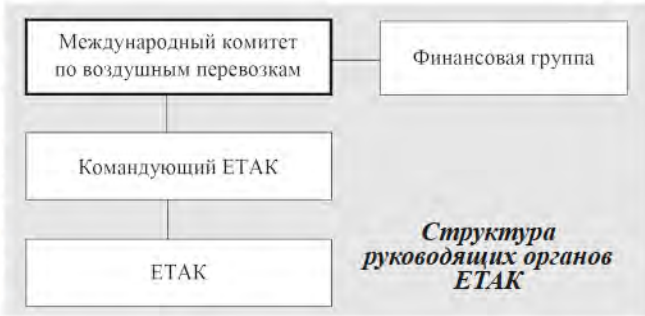 Международный комитет
по воздушным перевозкам
Финансовая группа
Командующий ЕТАК
ЕТАК
Структура
руководящих органов
ЕТАК